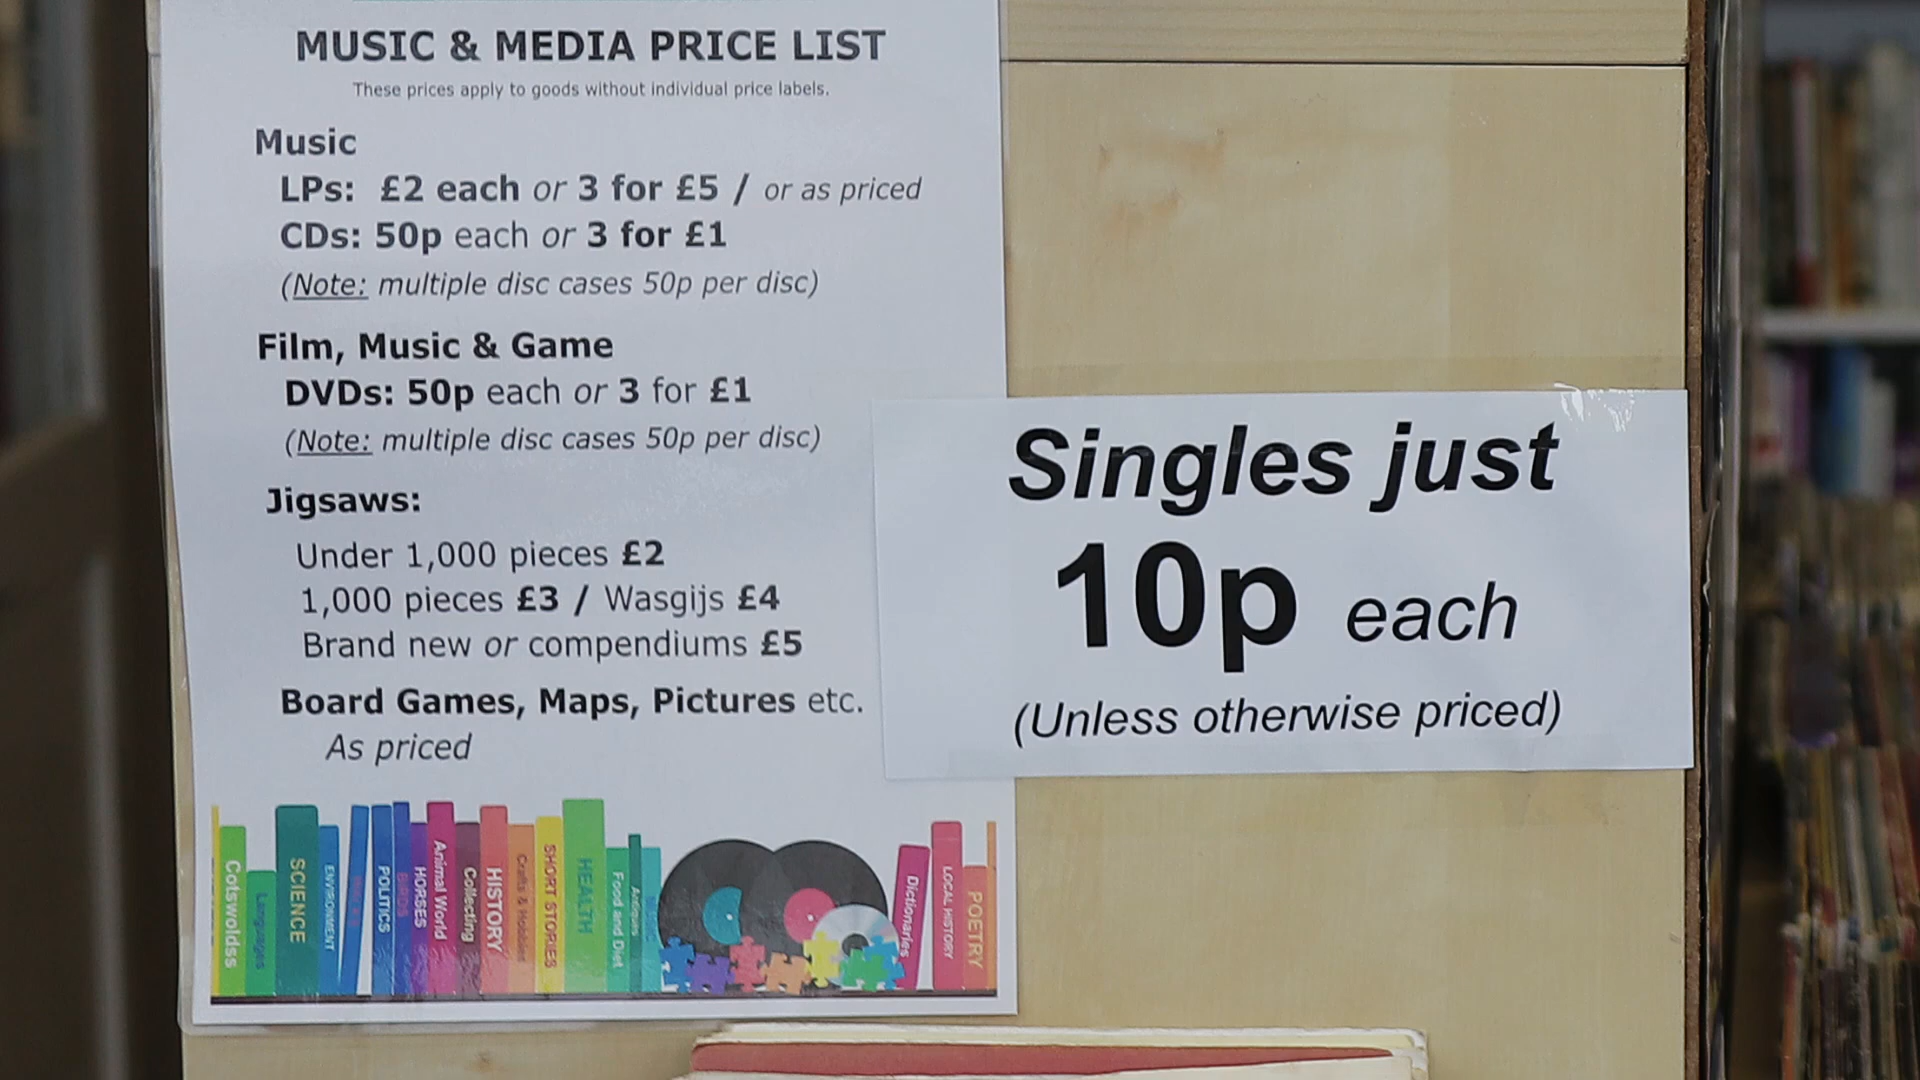 MUSIC & MEDIA PRICE LIST
These prices apply to goods without individual price labels.
Music
LPs: £2 each or 3 for £5 / or as priced
CDs: 50p each or 3 for £1
(Note: multiple disc cases 50p per disc)
Film, Music & Game
DVDs: 50p each or 3 for £1
(Note: multiple disc cases 50p per disc)
Jigsaws:
Under 1,000 pieces £2
1,000 pieces £3 / Wasgijs £4
Brand new or compendiums £5
Board Games, Maps, Pictures etc.
As priced
Singles just
10p each
(Unless otherwise priced)
Cotswoldss
Languages
SCIENCE
ENVIRONMENT
POLITICS
BIRDS
HORSES
Animal World
Collecting
HISTORY
Crafts & Hobbies
SHORT STORIES
HEALTH
Food and Diet
Antiques
Dictionaries
LOCAL HISTORY
POETRY